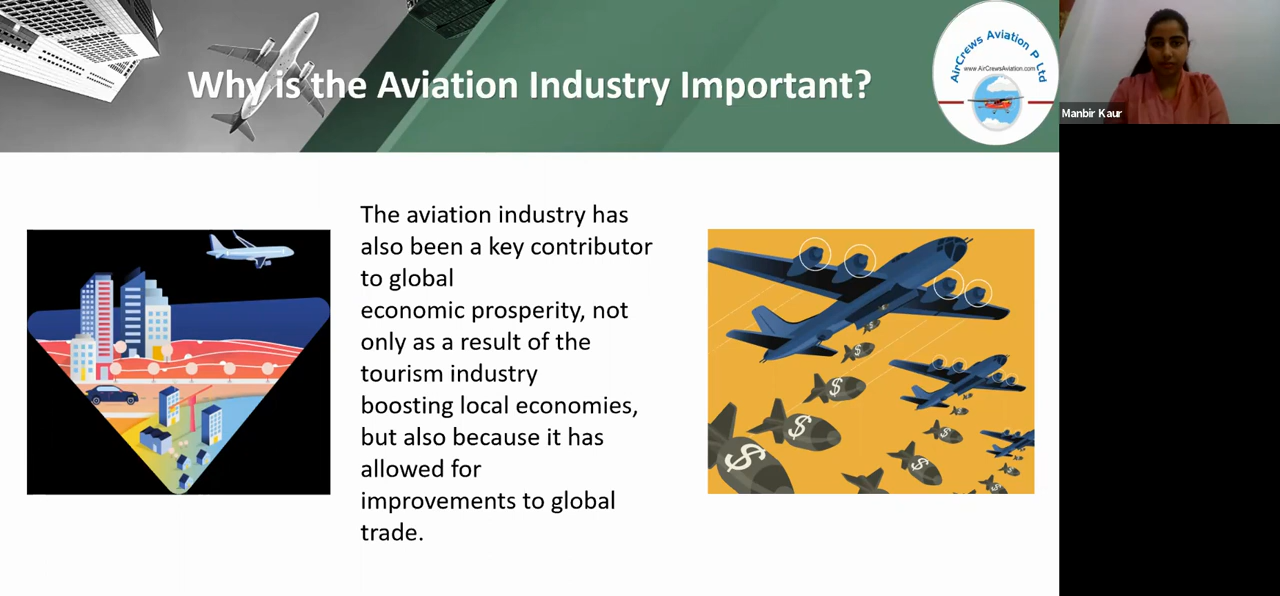 Why is the Aviation Industry Important?
AirCrews Aviation P Ltd
www.AirCrewsAviation.com
Manbir Kaur
The aviation industry has
also been a key contributor
to global
economic prosperity, not
only as a result of the
tourism industry
boosting local economies,
but also because it has
allowed for
improvements to global
trade.
$
$
$
$
$
$
$